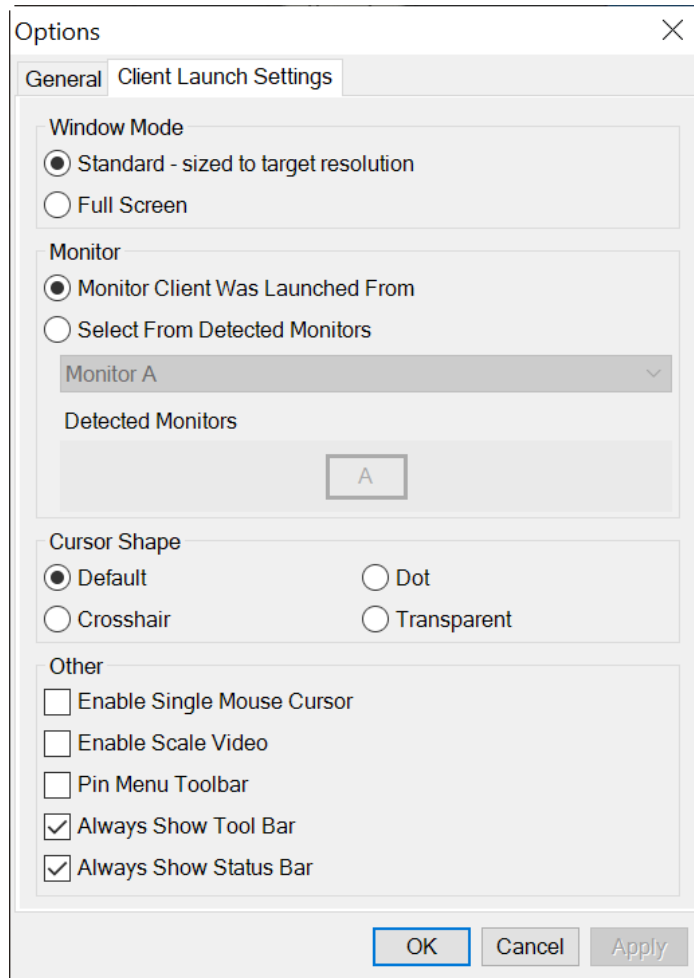 Options
General Client Launch Settings
Window Mode
Standard - sized to target resolution
Full Screen
Monitor
Monitor Client Was Launched From
Select From Detected Monitors
Monitor A
Detected Monitors
A
Cursor Shape
Default Dot
Crosshair Transparent
Other
Enable Single Mouse Cursor
Enable Scale Video
Pin Menu Toolbar
Always Show Tool Bar
Always Show Status Bar
OK Cancel Apply